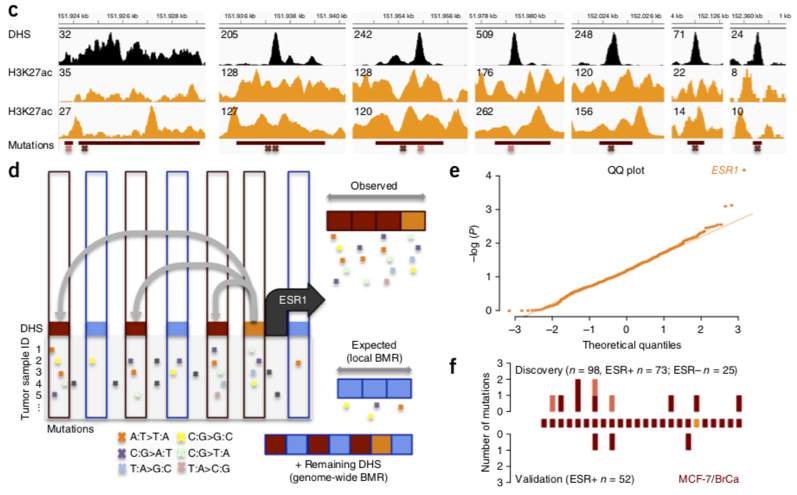 c
151.924 kb 151.926 kb 151.928 kb 151.936 kb 151.938 kb 151.940 kb 151.954 kb 151.956 kb 51.978 kb 151.980 kb 152.024 kb 152.026 kb 4 kb 152.126 kb 152.360 kb 1 kb
DHS 32 205 242 509 248 71 24
H3K27ac 35 128 128 176 120 22 8
H3K27ac 27 127 120 262 156 14 10
Mutations
d
Observed
ESR1
DHS
Tumor sample ID
1
2
3
4
5
...
Mutations
Expected
(local BMR)
A:T>T:A C:G>G:C
C:G>A:T C:G>T:A
T:A>G:C T:A>C:G
+ Remaining DHS
(genome-wide BMR)
e
QQ plot
ESR1
–log (P)
4
3
2
1
0
–3 –2 –1 0 1 2 3
Theoretical quantiles
f
Discovery (n = 98, ESR+ n = 73; ESR– n = 25)
Number of mutations
3
2
1
0
0
1
2
3
Validation (ESR+ n = 52)
MCF-7/BrCa